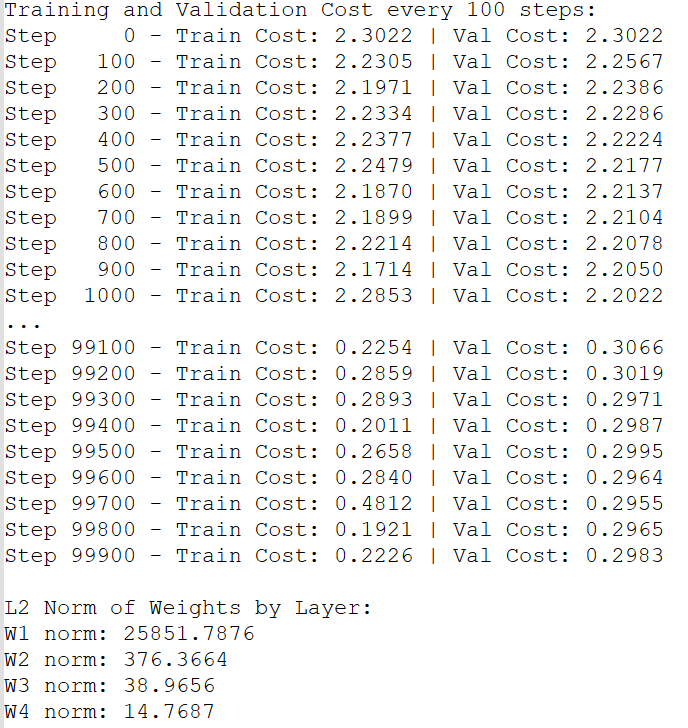 Training and Validation Cost every 100 steps:
Step     0 - Train Cost: 2.3022 | Val Cost: 2.3022
Step   100 - Train Cost: 2.2305 | Val Cost: 2.2567
Step   200 - Train Cost: 2.1971 | Val Cost: 2.2386
Step   300 - Train Cost: 2.2334 | Val Cost: 2.2286
Step   400 - Train Cost: 2.2377 | Val Cost: 2.2224
Step   500 - Train Cost: 2.2479 | Val Cost: 2.2177
Step   600 - Train Cost: 2.1870 | Val Cost: 2.2137
Step   700 - Train Cost: 2.1899 | Val Cost: 2.2104
Step   800 - Train Cost: 2.2214 | Val Cost: 2.2078
Step   900 - Train Cost: 2.1714 | Val Cost: 2.2050
Step  1000 - Train Cost: 2.2853 | Val Cost: 2.2022
...
Step 99100 - Train Cost: 0.2254 | Val Cost: 0.3066
Step 99200 - Train Cost: 0.2859 | Val Cost: 0.3019
Step 99300 - Train Cost: 0.2893 | Val Cost: 0.2971
Step 99400 - Train Cost: 0.2011 | Val Cost: 0.2987
Step 99500 - Train Cost: 0.2658 | Val Cost: 0.2995
Step 99600 - Train Cost: 0.2840 | Val Cost: 0.2964
Step 99700 - Train Cost: 0.4812 | Val Cost: 0.2955
Step 99800 - Train Cost: 0.1921 | Val Cost: 0.2965
Step 99900 - Train Cost: 0.2226 | Val Cost: 0.2983
L2 Norm of Weights by Layer:
W1 norm: 25851.7876
W2 norm: 376.3664
W3 norm: 38.9656
W4 norm: 14.7687